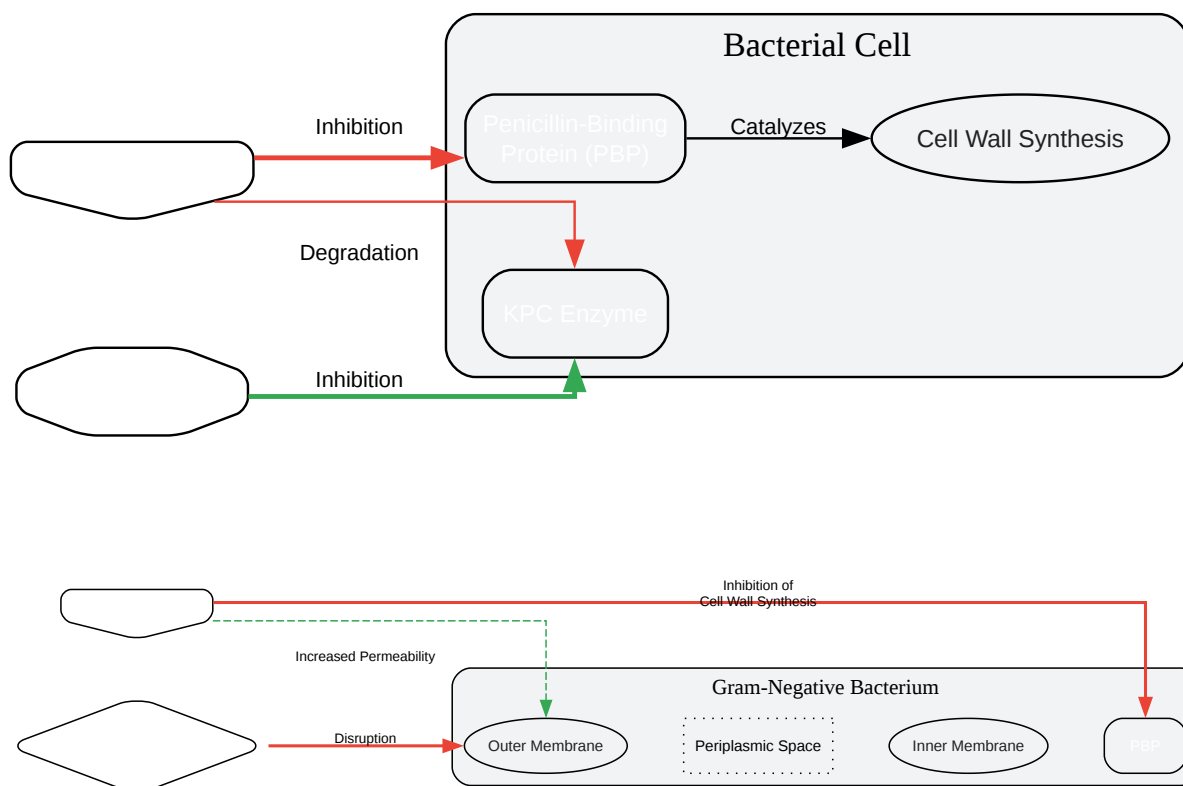 Bacterial Cell
Inhibition
Penicillin-Binding
Protein (PBP)
Catalyzes
Cell Wall Synthesis
Degradation
KPC Enzyme
Inhibition
Inhibition of
Cell Wall Synthesis
Increased Permeability
Gram-Negative Bacterium
Disruption
Outer Membrane
Periplasmic Space
Inner Membrane
PBP